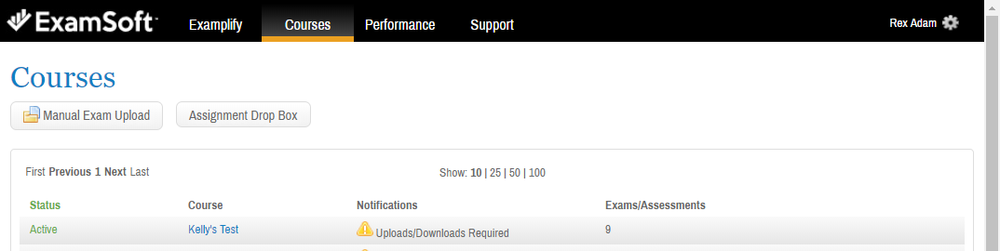 ExamSoft Examplify Courses Performance Support Rex Adam
Courses
Manual Exam Upload Assignment Drop Box
First Previous 1 Next Last Show: 10 | 25 | 50 | 100
Status Course Notifications Exams/Assessments
Active Kelly's Test Uploads/Downloads Required 9